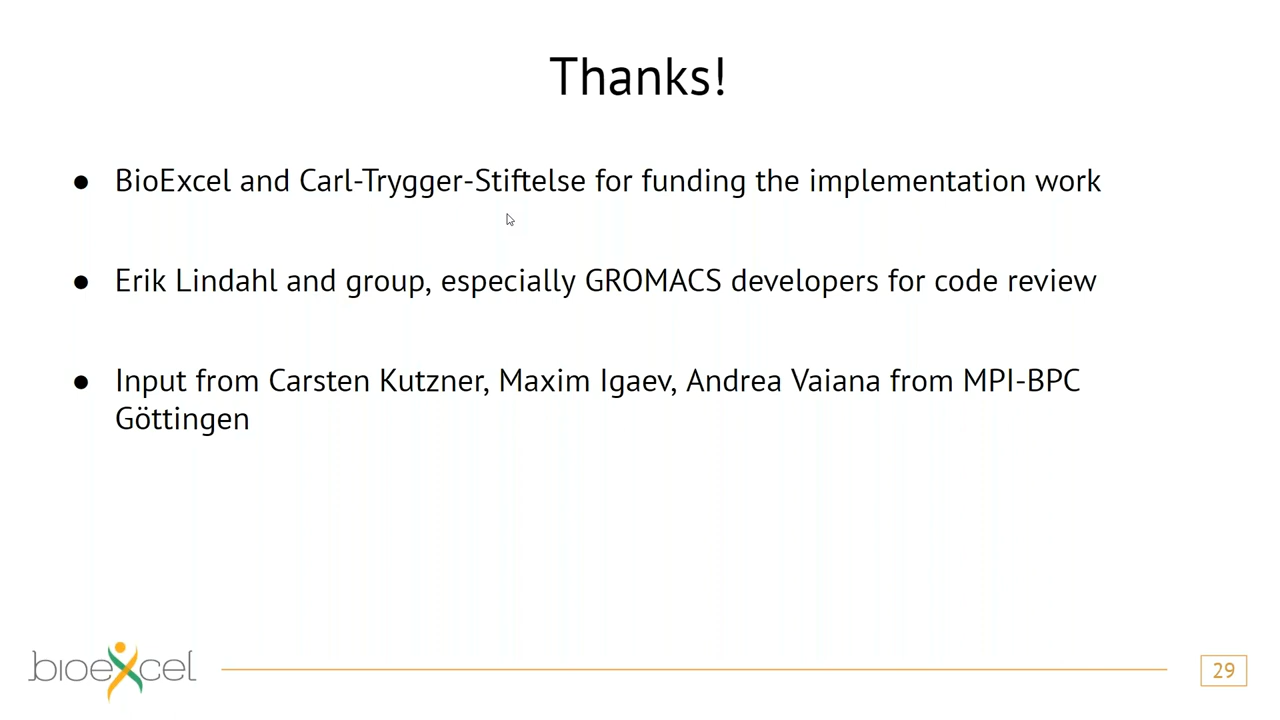 Thanks!
● BioExcel and Carl-Trygger-Stiftelse for funding the implementation work
● Erik Lindahl and group, especially GROMACS developers for code review
● Input from Carsten Kutzner, Maxim Igaev, Andrea Vaiana from MPI-BPC
Göttingen
bioexcel
29